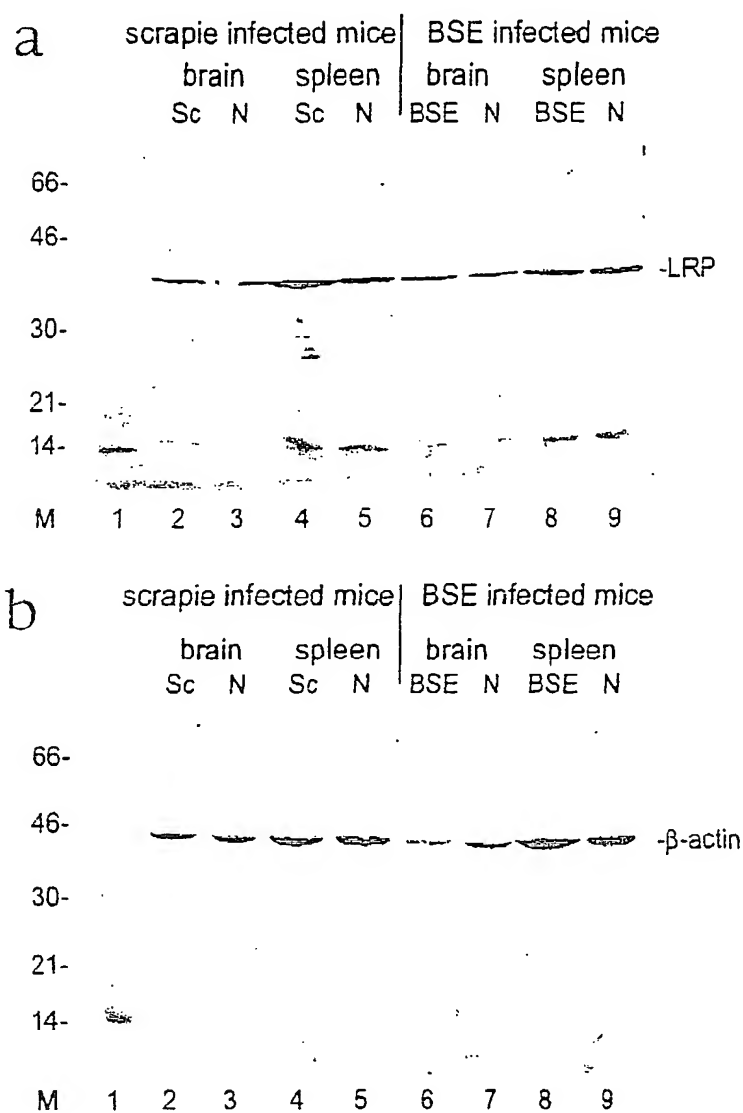 a
scrapie infected mice BSE infected mice
brain spleen brain spleen
Sc N Sc N BSE N BSE N
66-
46-
-LRP
30-
21-
14-
M 1 2 3 4 5 6 7 8 9
b
scrapie infected mice BSE infected mice
brain spleen brain spleen
Sc N Sc N BSE N BSE N
66-
46-
-β-actin
30-
21-
14-
M 1 2 3 4 5 6 7 8 9